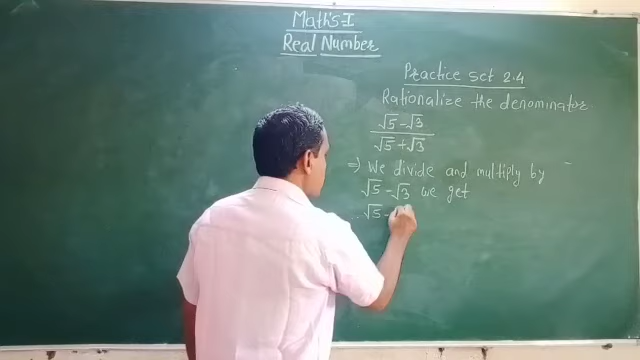 Math's-I
Real Number
Practice set 2.4
Rationalize the denominator
√5 - √3
√5 + √3
⇒ We divide and multiply by
√5 - √3 we get
∴ √5 -